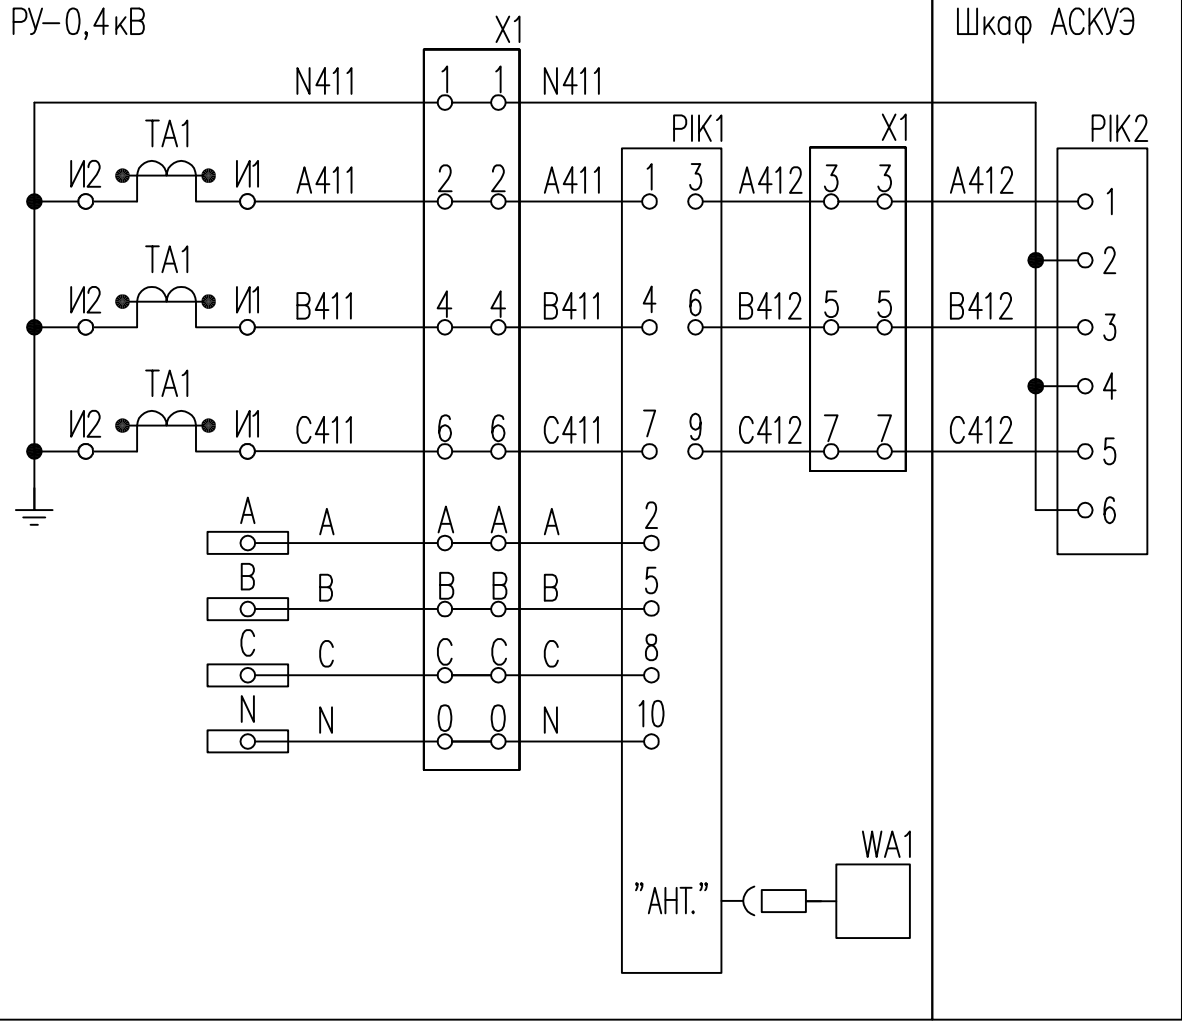 РУ-0,4кВ
Шкаф АСКУЭ
X1
N411 1 1 N411
PIK1 X1 PIK2
TA1
И2 И1 A411 2 2 A411 1 3 A412 3 3 A412 1
2
TA1
И2 И1 B411 4 4 B411 4 6 B412 5 5 B412 3
4
TA1
И2 И1 C411 6 6 C411 7 9 C412 7 7 C412 5
6
A A A A A 2
B B B B B 5
C C C C C 8
N N 0 0 N 10
WA1
"АНТ."